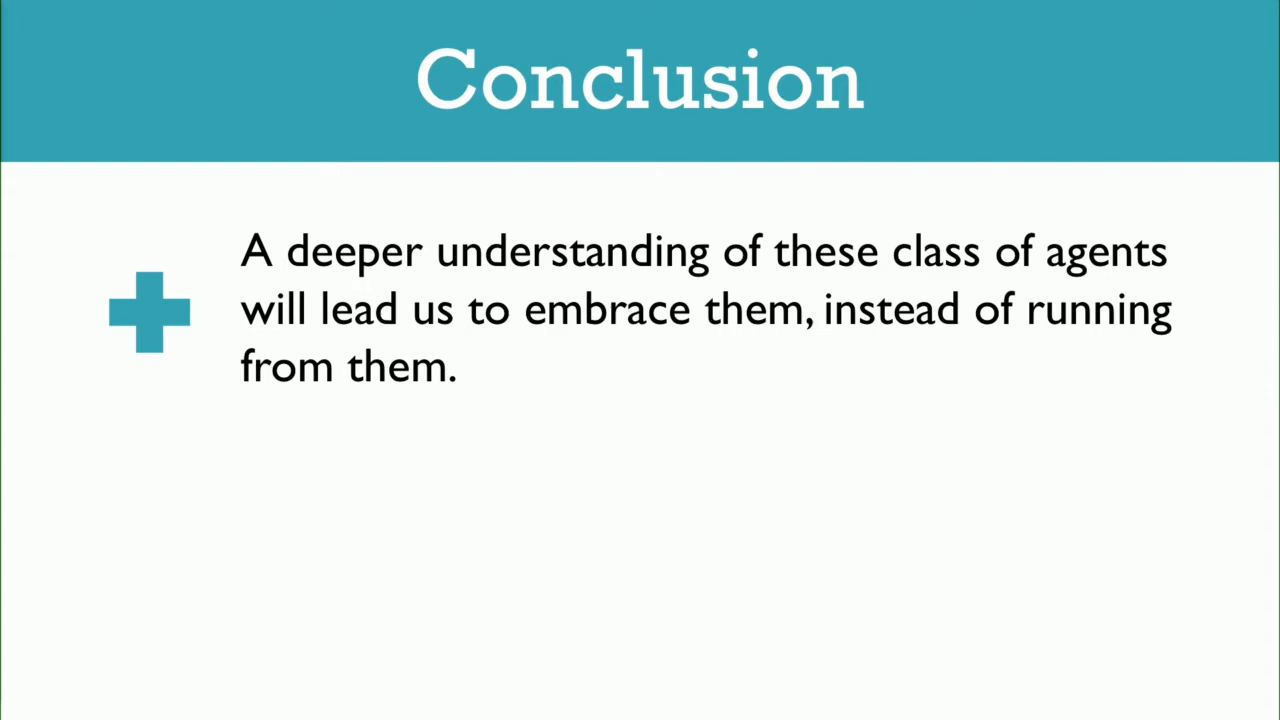 Conclusion
A deeper understanding of these class of agents
will lead us to embrace them, instead of running
from them.